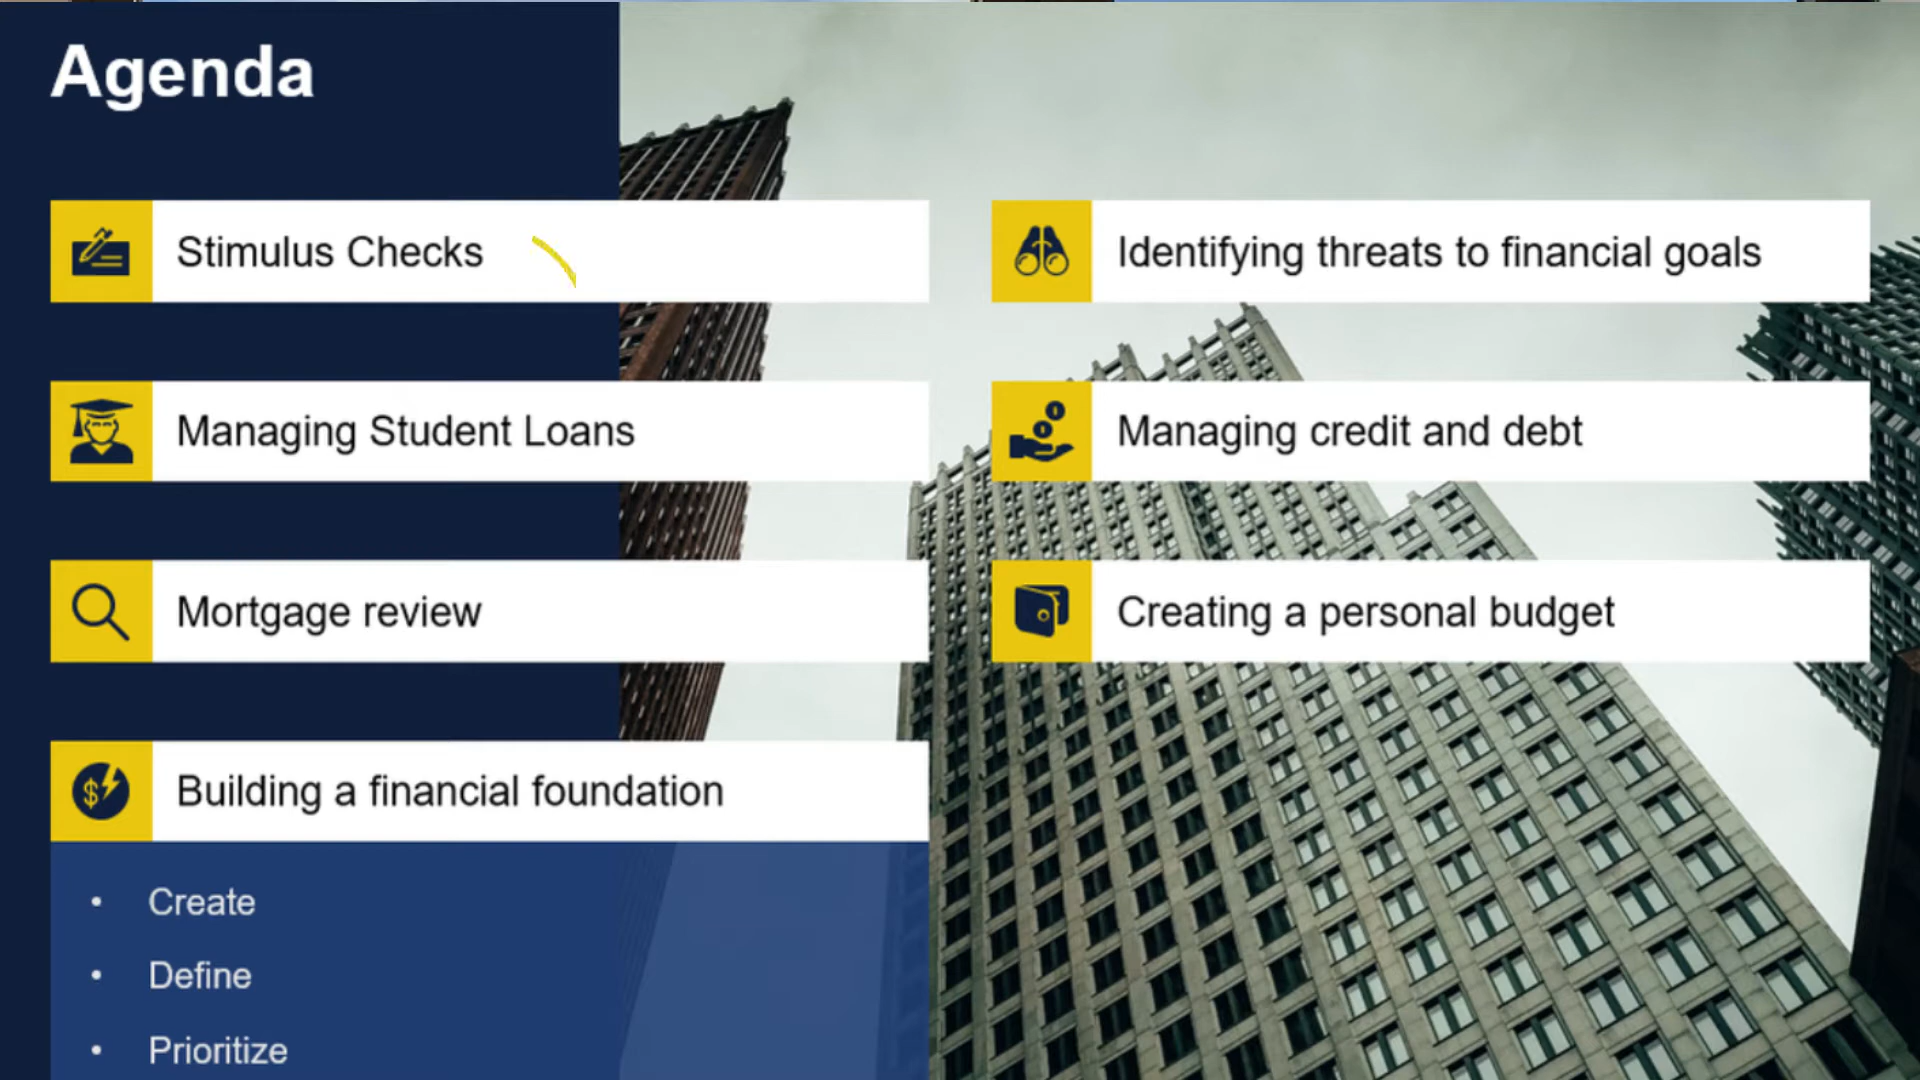 Agenda
Stimulus Checks
Managing Student Loans
Mortgage review
Building a financial foundation
• Create
• Define
• Prioritize
Identifying threats to financial goals
Managing credit and debt
Creating a personal budget